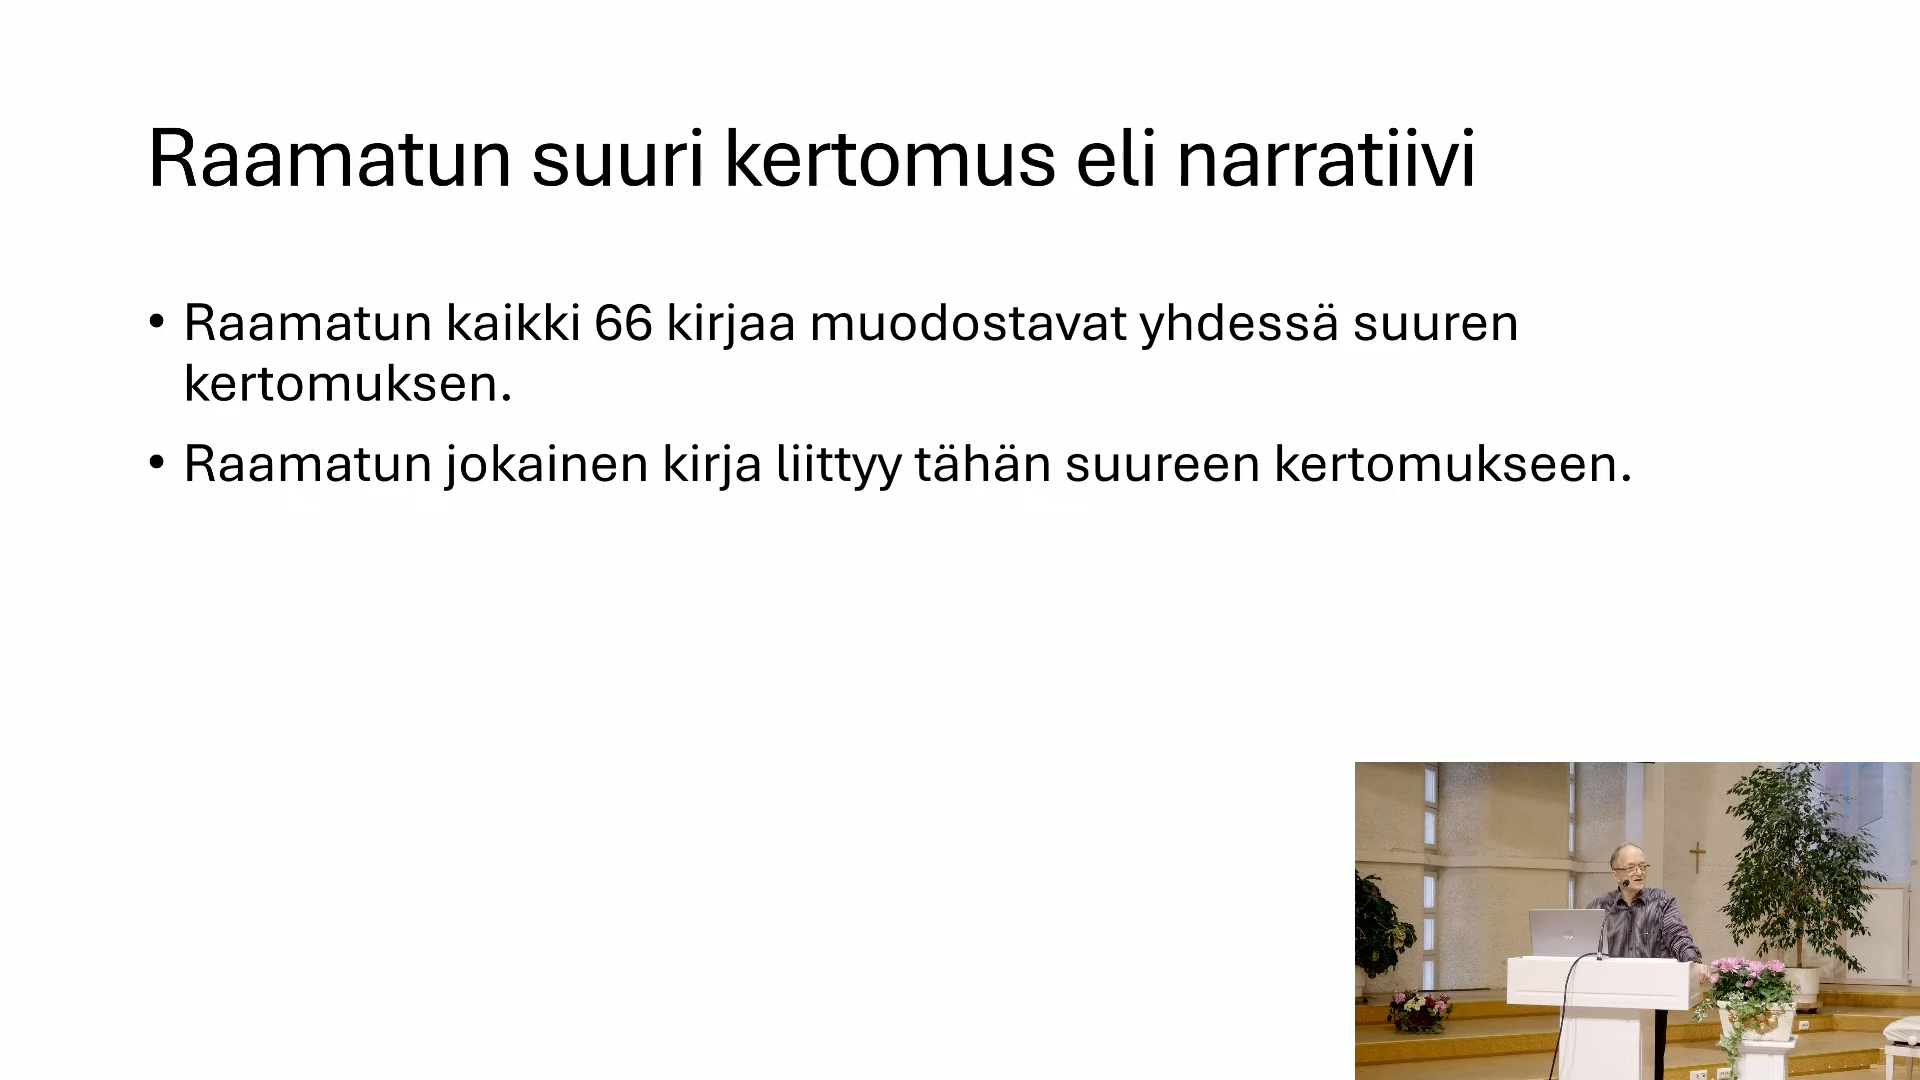 Raamatun suuri kertomus eli narratiivi
• Raamatun kaikki 66 kirjaa muodostavat yhdessä suuren
kertomuksen.
• Raamatun jokainen kirja liittyy tähän suureen kertomukseen.